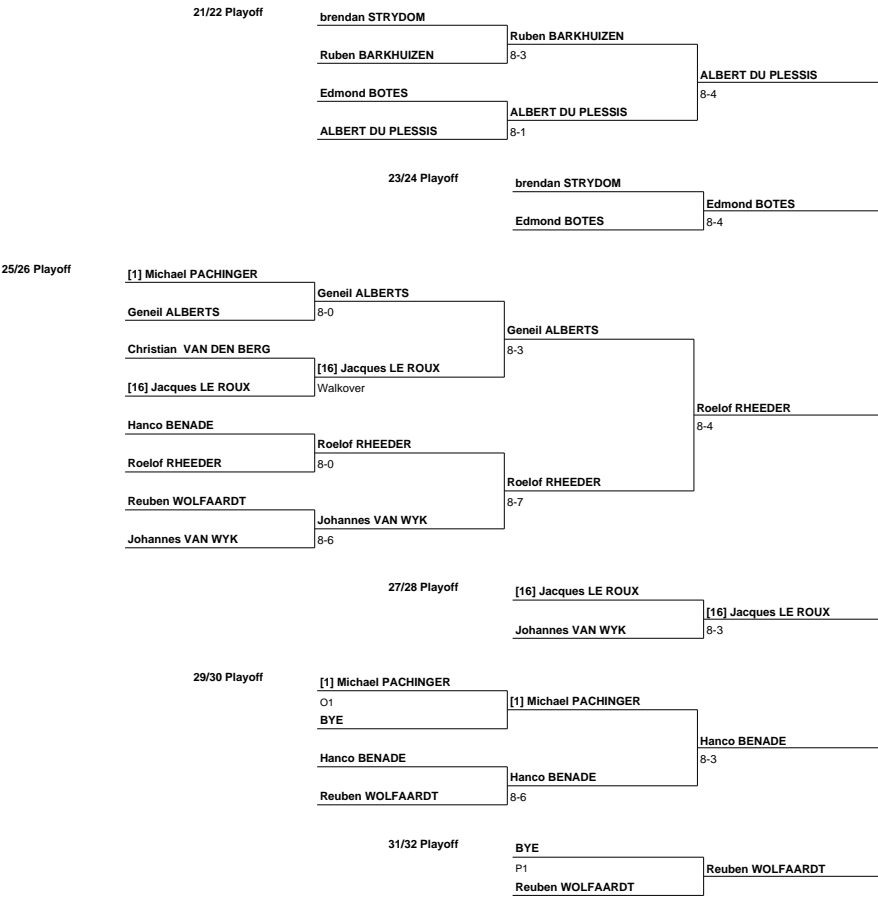 21/22 Playoff
brendan STRYDOM
Ruben BARKHUIZEN
Ruben BARKHUIZEN
8-3
ALBERT DU PLESSIS
8-4
Edmond BOTES
ALBERT DU PLESSIS
ALBERT DU PLESSIS
8-1
23/24 Playoff
brendan STRYDOM
Edmond BOTES
Edmond BOTES
8-4
25/26 Playoff
[1] Michael PACHINGER
Geneil ALBERTS
Geneil ALBERTS
8-0
Geneil ALBERTS
8-3
Christian  VAN DEN BERG
[16] Jacques LE ROUX
[16] Jacques LE ROUX
Walkover
Roelof RHEEDER
8-4
Hanco BENADE
Roelof RHEEDER
Roelof RHEEDER
8-0
Roelof RHEEDER
8-7
Reuben WOLFAARDT
Johannes VAN WYK
Johannes VAN WYK
8-6
27/28 Playoff
[16] Jacques LE ROUX
[16] Jacques LE ROUX
Johannes VAN WYK
8-3
29/30 Playoff
[1] Michael PACHINGER
O1
[1] Michael PACHINGER
BYE
Hanco BENADE
8-3
Hanco BENADE
Hanco BENADE
Reuben WOLFAARDT
8-6
31/32 Playoff
BYE
P1
Reuben WOLFAARDT
Reuben WOLFAARDT